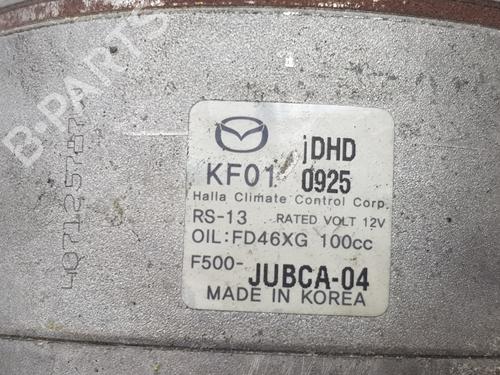 B-PARTS
jDHD
KF01 0925
Halla Climate Control Corp.
RS-13 RATED VOLT 12V
OIL:FD46XG 100cc
F500-JUBCA-04
MADE IN KOREA